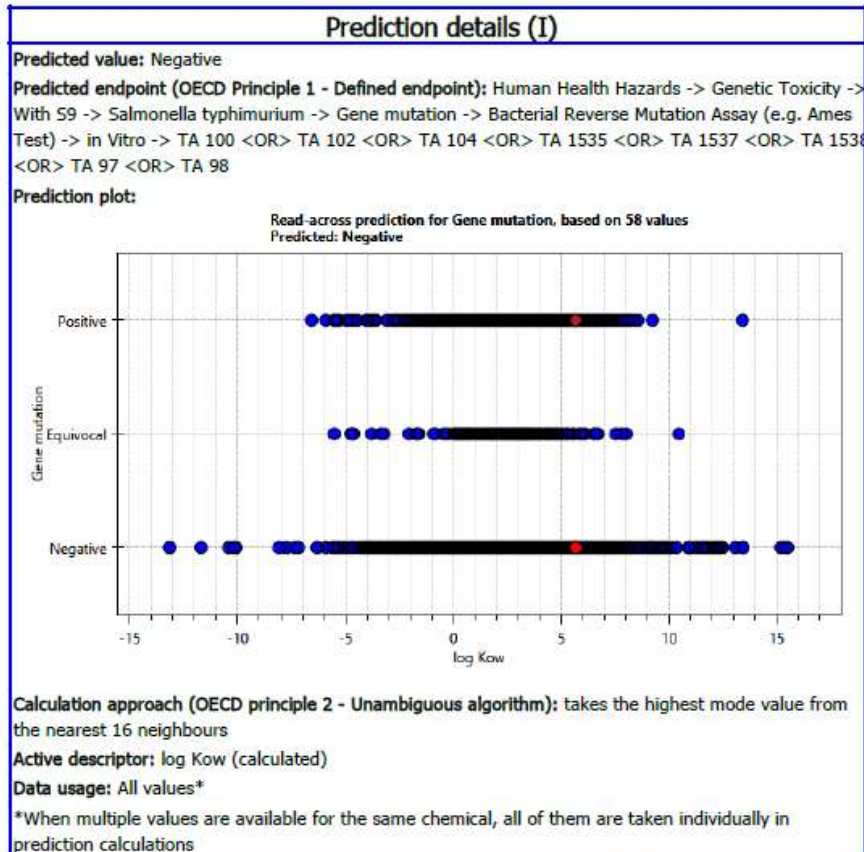 Prediction details (I)
Predicted value: Negative
Predicted endpoint (OECD Principle 1 - Defined endpoint): Human Health Hazards -> Genetic Toxicity ->
With S9 -> Salmonella typhimurium -> Gene mutation -> Bacterial Reverse Mutation Assay (e.g. Ames
Test) -> in Vitro -> TA 100 <OR> TA 102 <OR> TA 104 <OR> TA 1535 <OR> TA 1537 <OR> TA 1538
<OR> TA 97 <OR> TA 98
Prediction plot:
Read-across prediction for Gene mutation, based on 58 values
Predicted: Negative
Gene mutation
Positive
Equivocal
Negative
-15 -10 -5 0 5 10 15
log Kow
Calculation approach (OECD principle 2 - Unambiguous algorithm): takes the highest mode value from
the nearest 16 neighbours
Active descriptor: log Kow (calculated)
Data usage: All values*
*When multiple values are available for the same chemical, all of them are taken individually in
prediction calculations